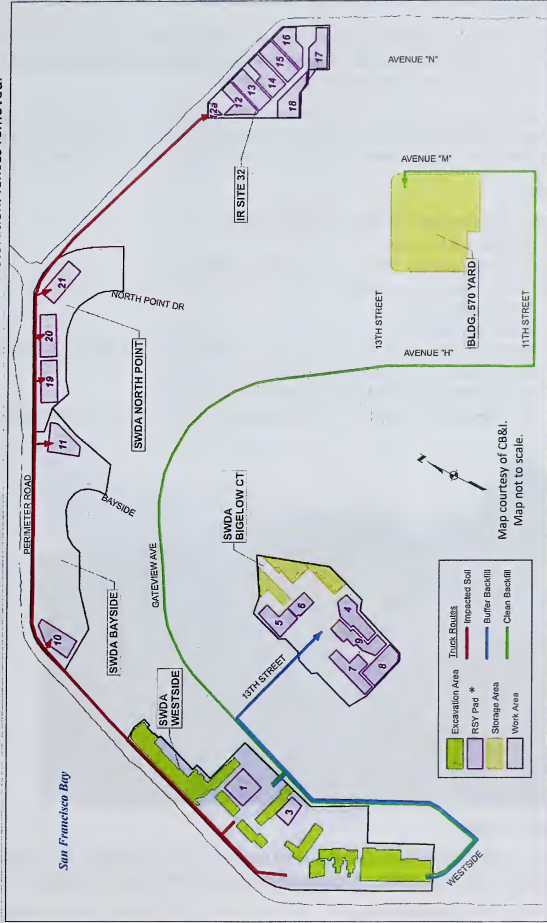 San Francisco Bay
PERIMETER ROAD
10
11
19
20
21
NORTH POINT DR
BAYSIDE
SWDA BAYSIDE
SWDA NORTH POINT
12a
12
13
14
15
16
17
18
IR SITE 32
AVENUE "N"
AVENUE "M"
BLDG. 570 YARD
13TH STREET
11TH STREET
AVENUE "H"
GATEVIEW AVE
SWDA
WESTSIDE
1
3
WESTSIDE
13TH STREET
SWDA
BIGELOW CT
5
6
4
9
7
8
N
Map courtesy of CB&I.
Map not to scale.
Excavation Area
RSY Pad *
Storage Area
Work Area
Truck Routes
Impacted Soil
Buffer Backfill
Clean Backfill